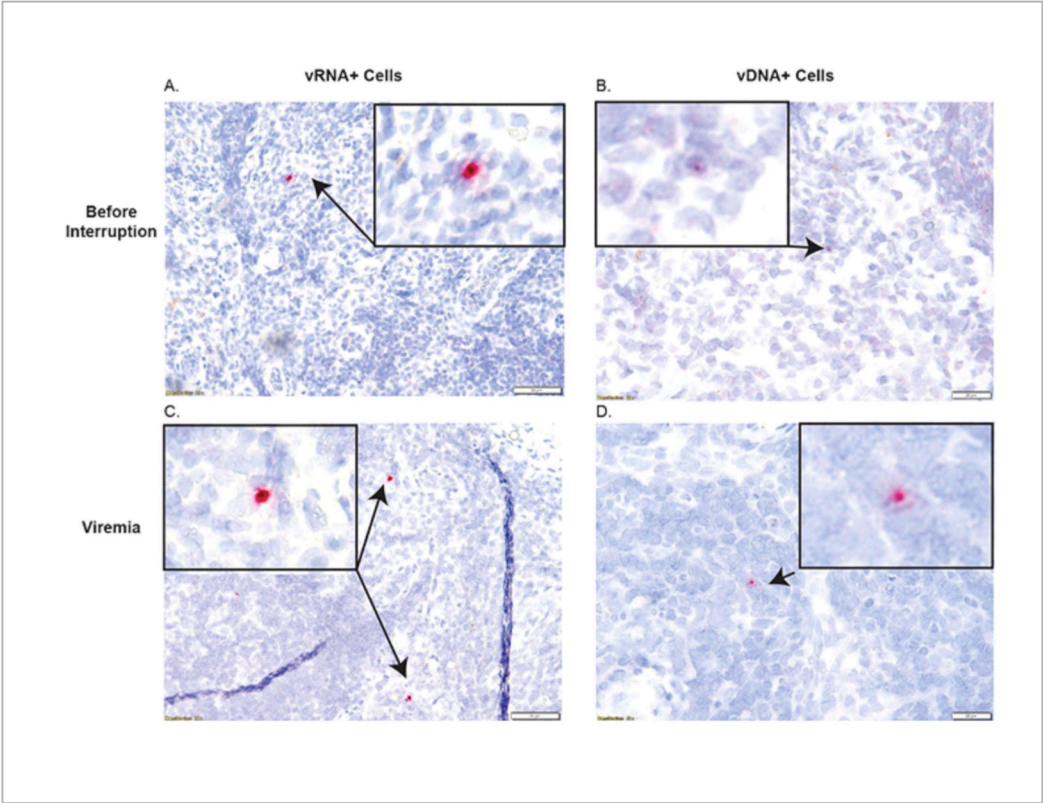 vRNA+ Cells
vDNA+ Cells
A.
B.
Before
Interruption
C.
D.
Viremia